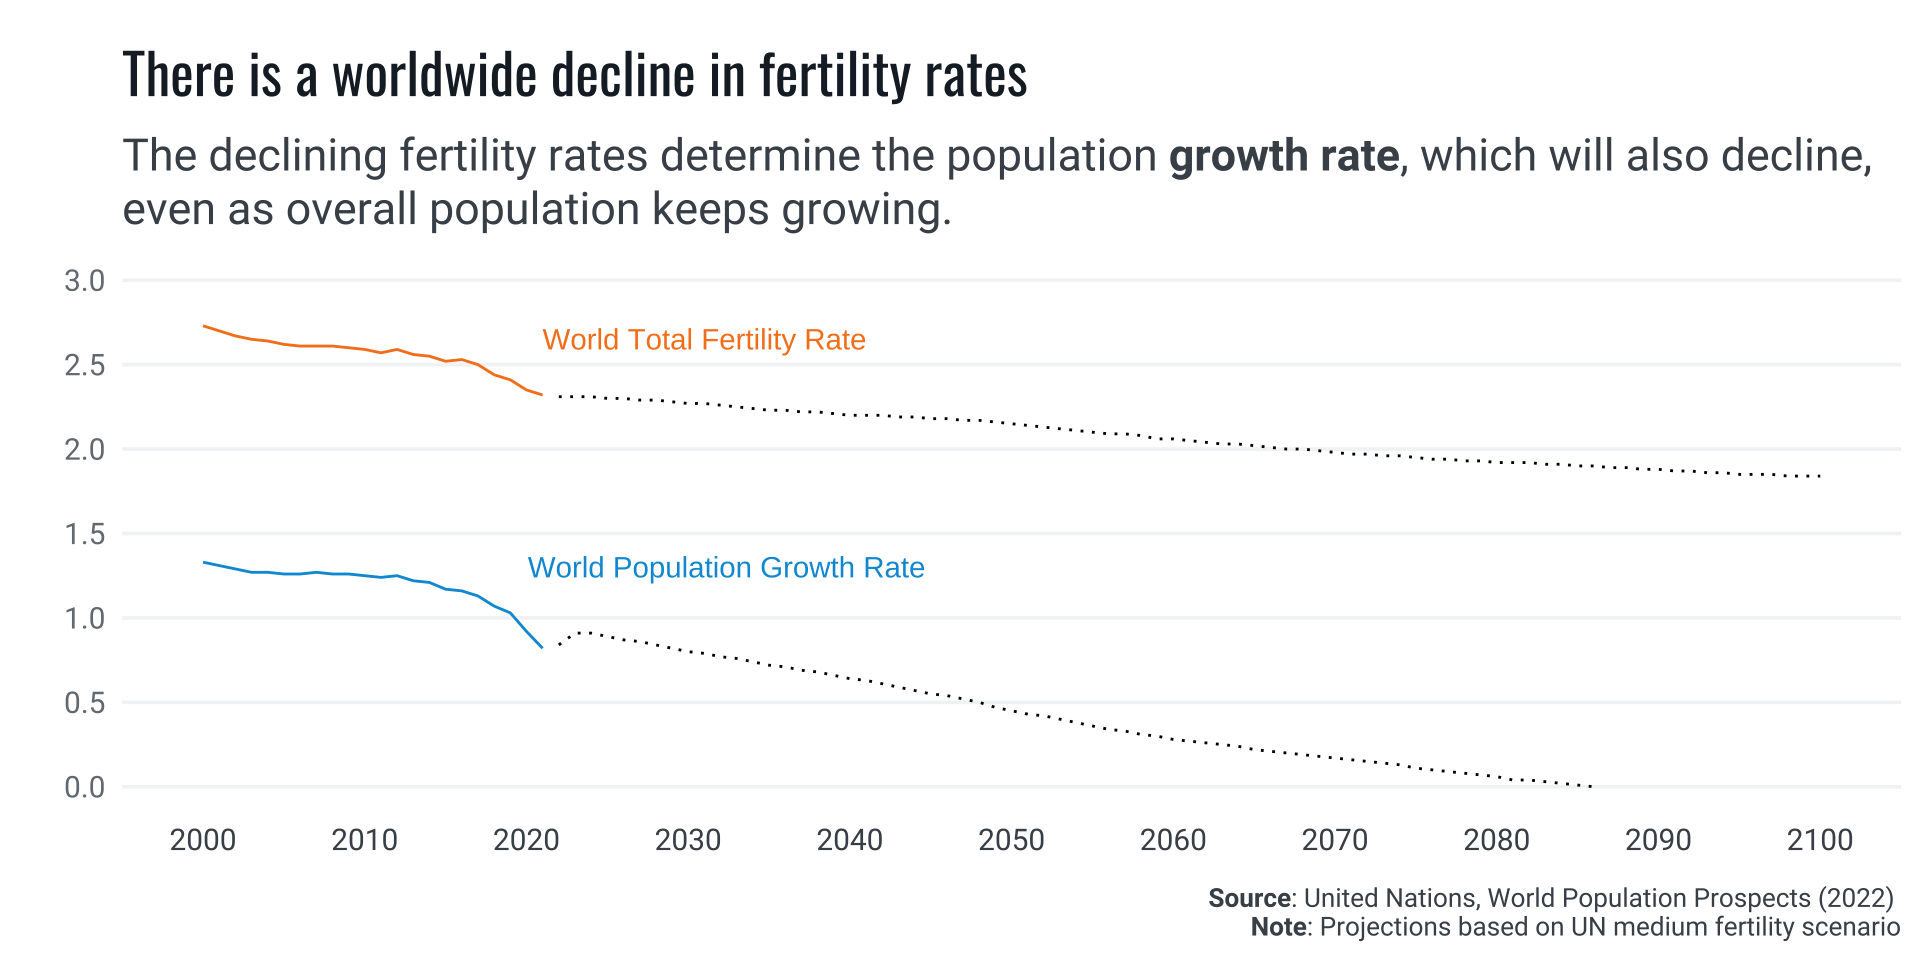 There is a worldwide decline in fertility rates
The declining fertility rates determine the population growth rate, which will also decline,
even as overall population keeps growing.
3.0
World Total Fertility Rate
2.5
2.0
1.5
World Population Growth Rate
1.0
0.5
0.0
2000 2010 2020 2030 2040 2050 2060 2070 2080 2090 2100
Source: United Nations, World Population Prospects (2022)
Note: Projections based on UN medium fertility scenario